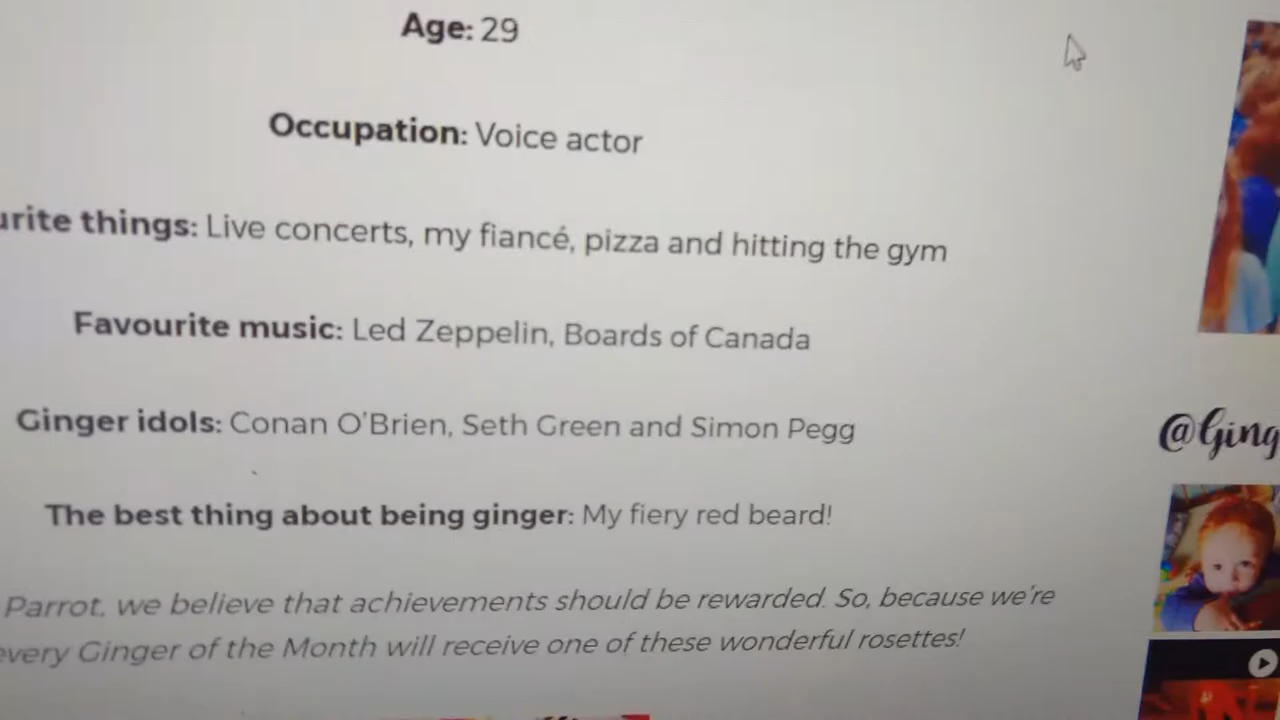 Age: 29
Occupation: Voice actor
urite things: Live concerts, my fiancé, pizza and hitting the gym
Favourite music: Led Zeppelin, Boards of Canada
Ginger idols: Conan O'Brien, Seth Green and Simon Pegg
@Ging
The best thing about being ginger: My fiery red beard!
Parrot, we believe that achievements should be rewarded. So, because we're
every Ginger of the Month will receive one of these wonderful rosettes!